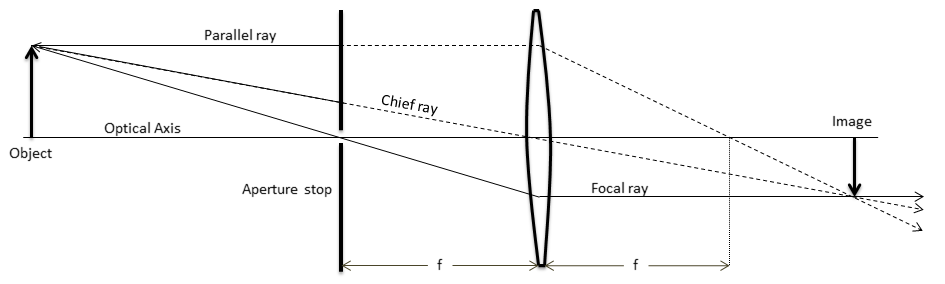 Parallel ray
Chief ray
Optical Axis
Image
Object
Aperture stop
Focal ray
f
f